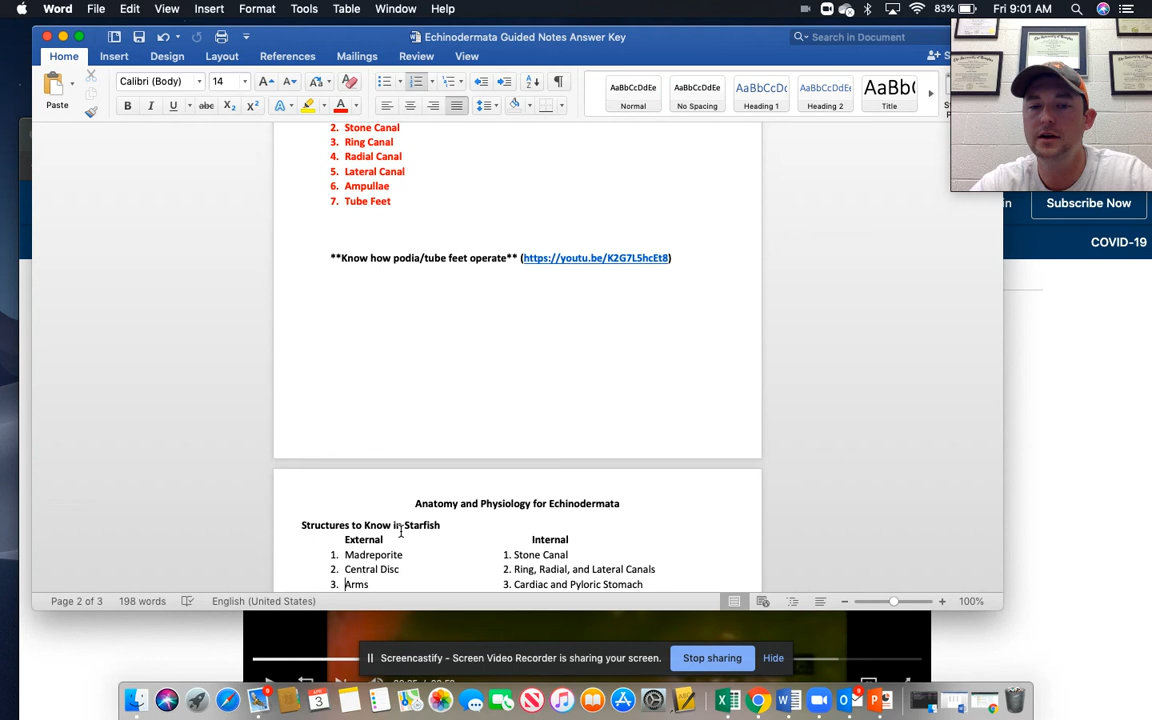 Word File Edit View Insert Format Tools Table Window Help 83% Fri 9:01 AM
Echinodermata Guided Notes Answer Key Search in Document
Home Insert Design Layout References Mailings Review View
Paste Calibri (Body) 14 AaBbCcDdEe AaBbCcDdEe AaBbCcDd AaBbCcDdEe AaBb
B I U abc X₂ X² A A Normal No Spacing Heading 1 Heading 2 Title
2. Stone Canal
3. Ring Canal
4. Radial Canal
5. Lateral Canal
6. Ampullae
7. Tube Feet
in Subscribe Now
COVID-19
**Know how podia/tube feet operate** (https://youtu.be/K2G7L5hcEt8)
Anatomy and Physiology for Echinodermata
Structures to Know in Starfish
External Internal
1. Madreporite 1. Stone Canal
2. Central Disc 2. Ring, Radial, and Lateral Canals
3. Arms 3. Cardiac and Pyloric Stomach
Page 2 of 3 198 words English (United States) 100%
Screencastify - Screen Video Recorder is sharing your screen. Stop sharing Hide